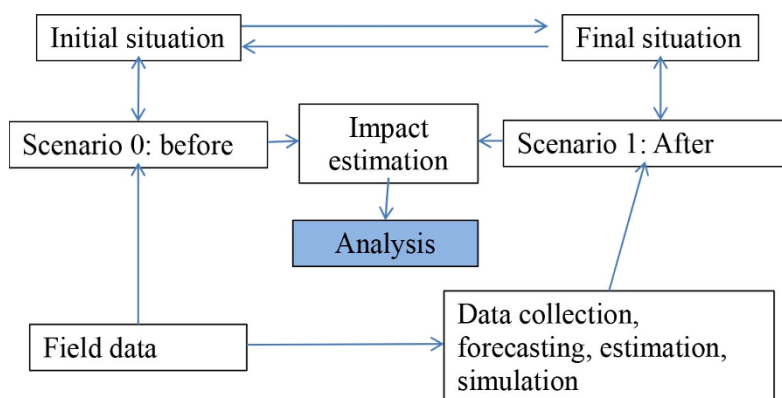 Initial situation
Final situation
Scenario 0: before
Impact
estimation
Scenario 1: After
Analysis
Field data
Data collection,
forecasting, estimation,
simulation